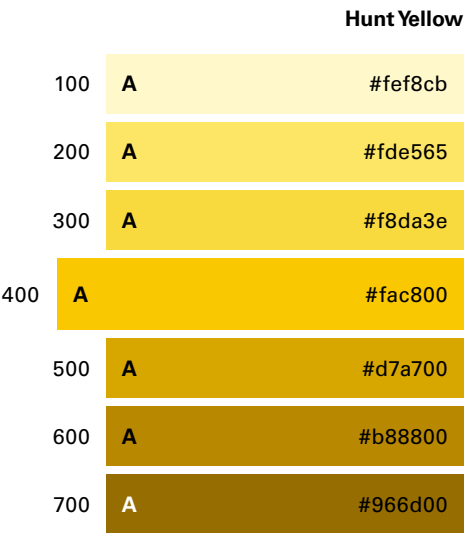 Hunt Yellow
100 A #fef8cb
200 A #fde565
300 A #f8da3e
400 A #fac800
500 A #d7a700
600 A #b88800
700 A #966d00